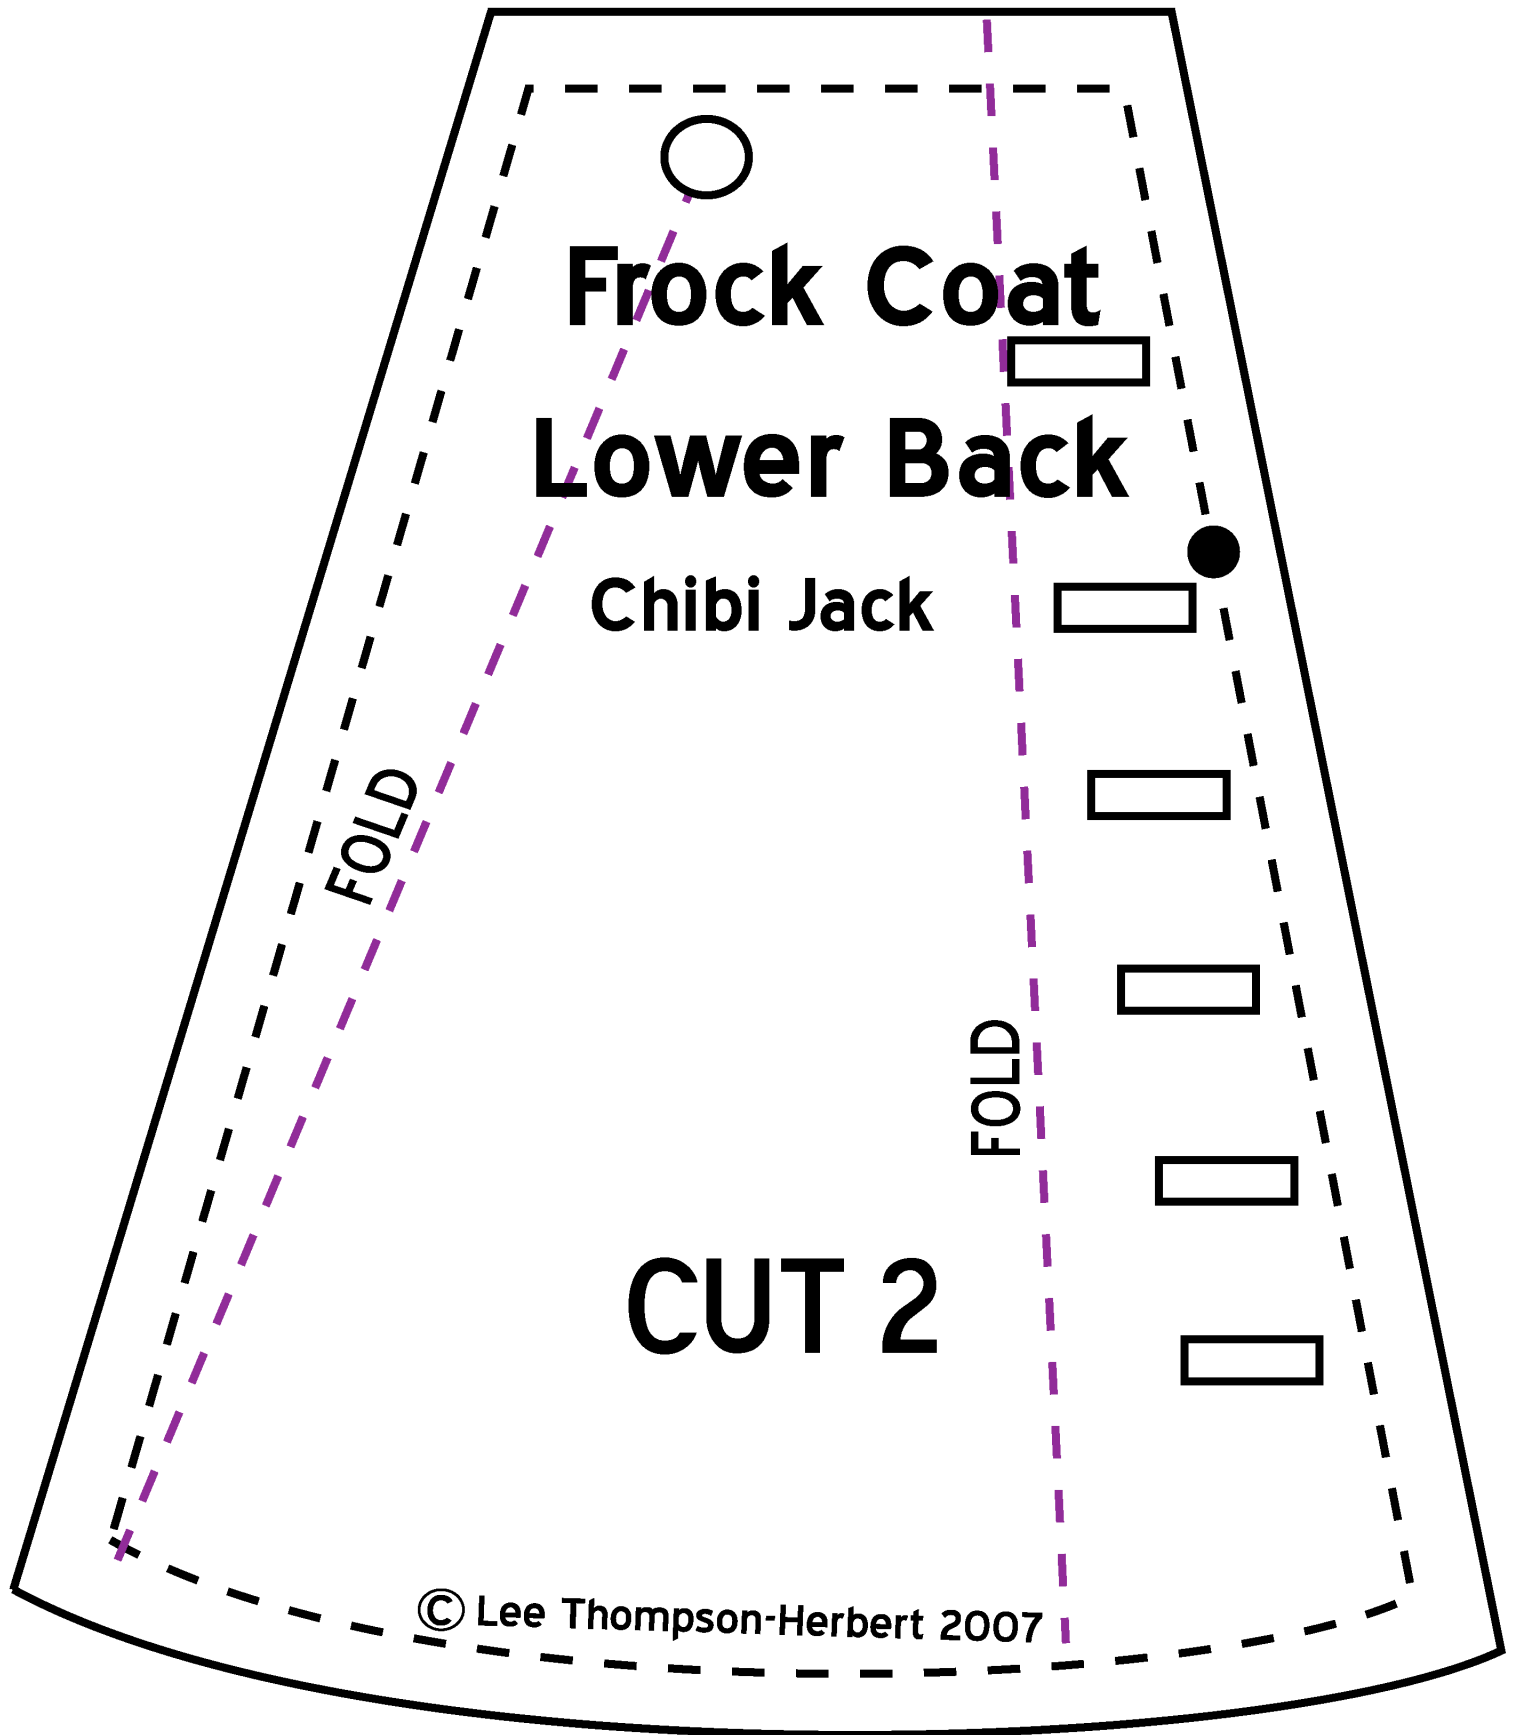 Frock Coat
Lower Back
Chibi Jack
FOLD
FOLD
CUT 2
© Lee Thompson-Herbert 2007